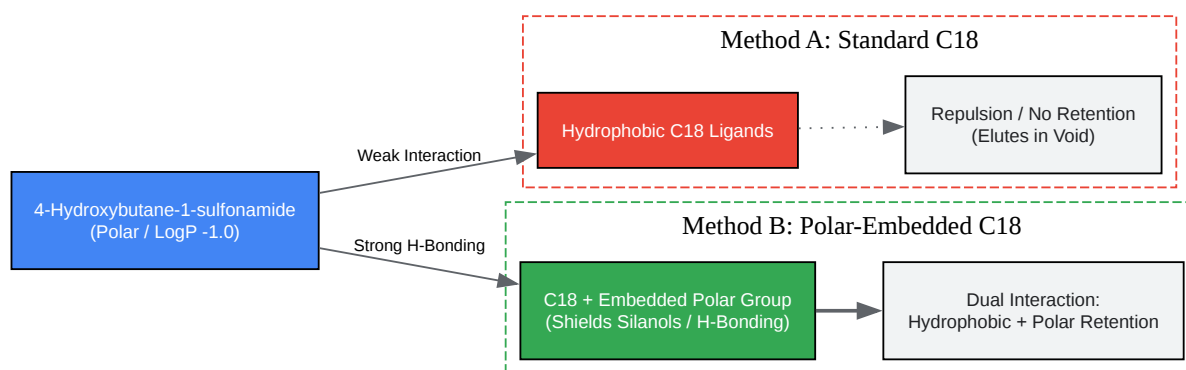 Method A: Standard C18
Hydrophobic C18 Ligands
Repulsion / No Retention
(Elutes in Void)
Weak Interaction
4-Hydroxybutane-1-sulfonamide
(Polar / LogP -1.0)
Strong H-Bonding
Method B: Polar-Embedded C18
C18 + Embedded Polar Group
(Shields Silanols / H-Bonding)
Dual Interaction:
Hydrophobic + Polar Retention